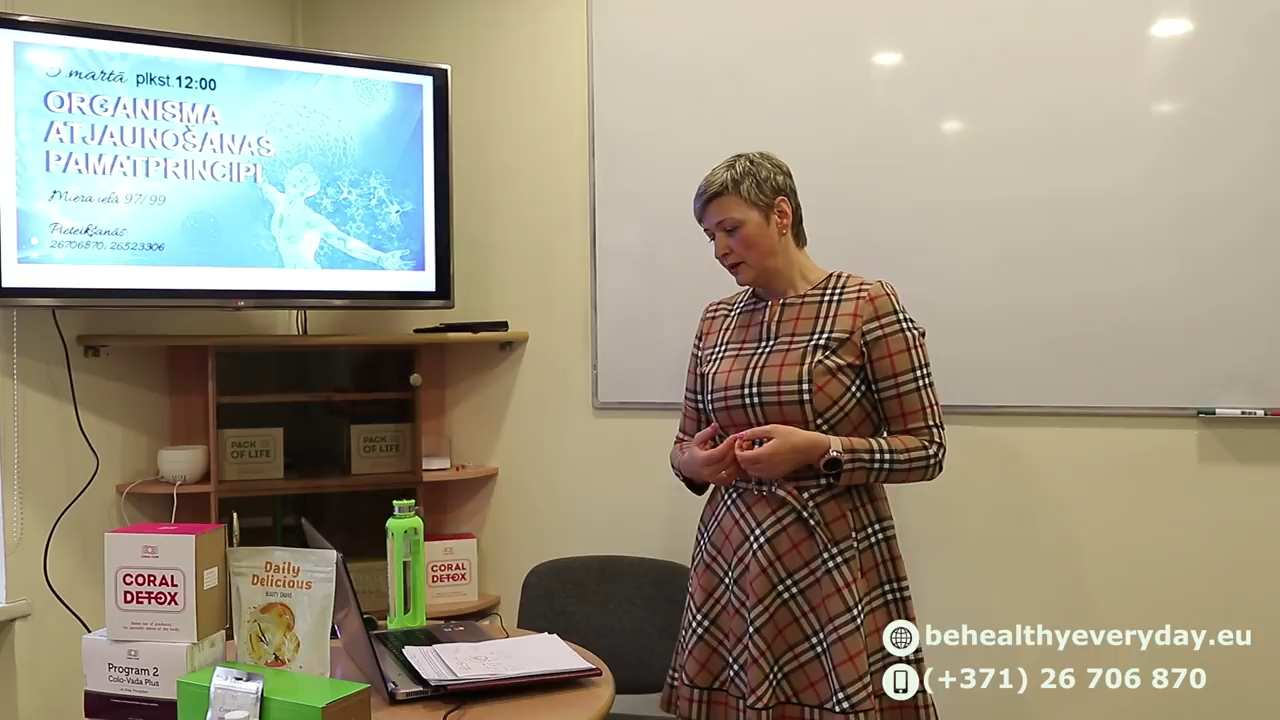 5 martā plkst.12:00
ORGANISMA
ATJAUNOŠANAS
PAMATPRINCIPI
Miera ielā 97/99
Pieteikšanās:
26706870; 26523306
PACK
OF LIFE
PACK
OF LIFE
CORAL
DETOX
Daily
Delicious
BEAUTY SHAKE
CORAL
DETOX
Program 2
Colo-Vada Plus
behealthyeveryday.eu
(+371) 26 706 870